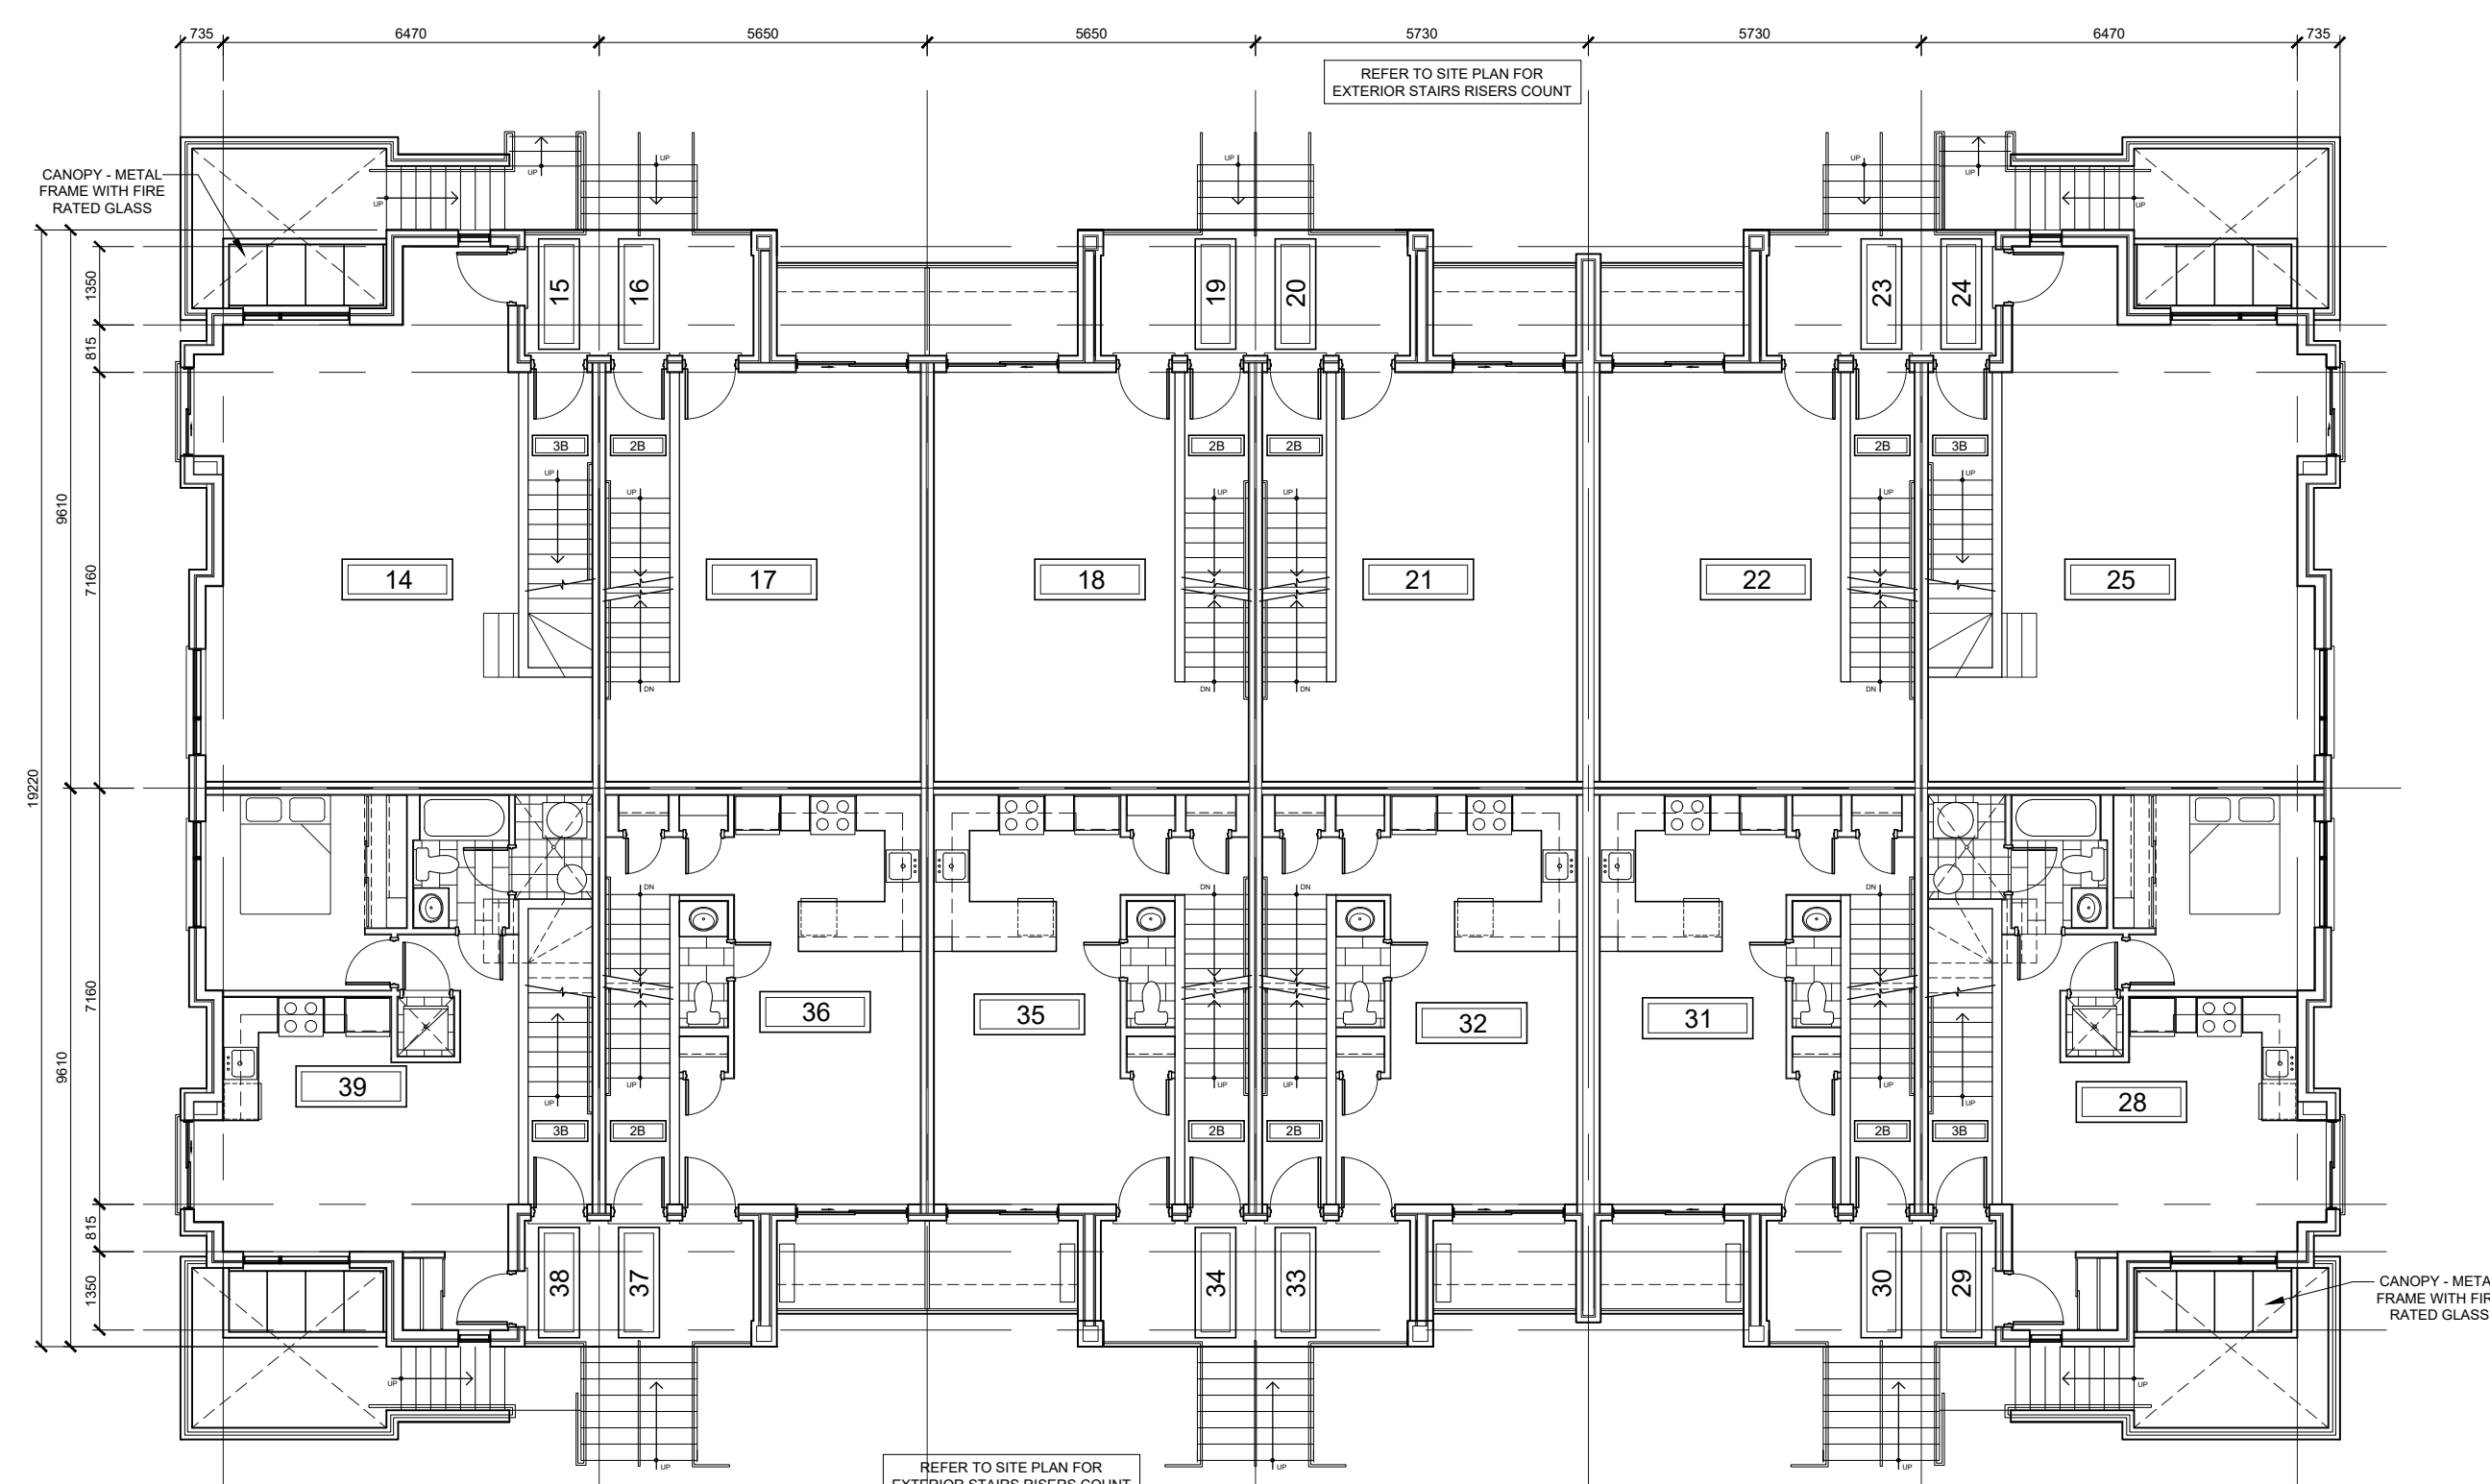 735 6470 5650 5650 5730 5730 6470 735
REFER TO SITE PLAN FOR
EXTERIOR STAIRS RISERS COUNT
CANOPY - METAL
FRAME WITH FIRE
RATED GLASS
UP UP UP UP UP UP UP
15 16 19 20 23 24
1350
815
3B 2B 2B 2B 2B 3B
UP UP UP UP UP UP
9610
7160
14 17 18 21 22 25
DN DN DN DN
19220
DN DN DN DN
7160
9610
36 35 32 31
39 28
UP UP UP UP UP UP
3B 2B 2B 2B 2B 3B
815
1350
38 37 34 33 30 29
CANOPY - META
FRAME WITH FIR
RATED GLASS
UP UP
UP UP UP
REFER TO SITE PLAN FOR
EXTERIOR STAIRS RISERS COUNT